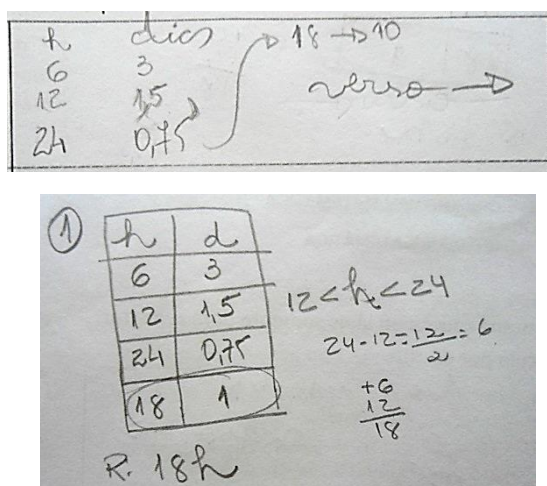 h dias → 18 → 10
6 3
12 1,5
24 0,75
verso →
1
h d
6 3
12 1,5
24 0,75
18 1
12 < h < 24
24 - 12 = 12/2 = 6
+6
12
18
R. 18h